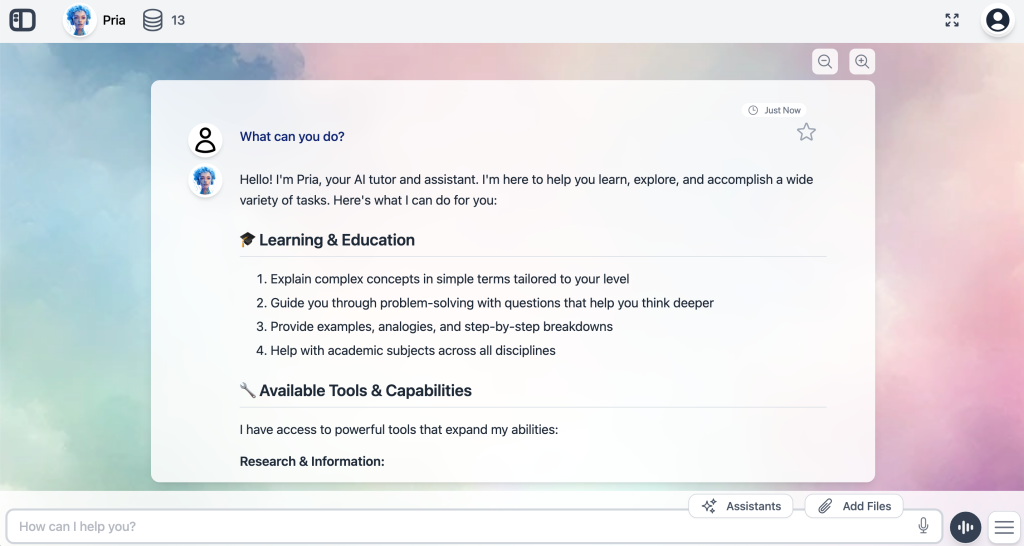 Pria
13
Just Now
What can you do?
Hello! I'm Pria, your AI tutor and assistant. I'm here to help you learn, explore, and accomplish a wide
variety of tasks. Here's what I can do for you:
🎓 Learning & Education
1. Explain complex concepts in simple terms tailored to your level
2. Guide you through problem-solving with questions that help you think deeper
3. Provide examples, analogies, and step-by-step breakdowns
4. Help with academic subjects across all disciplines
🔧 Available Tools & Capabilities
I have access to powerful tools that expand my abilities:
Research & Information:
Assistants
Add Files
How can I help you?